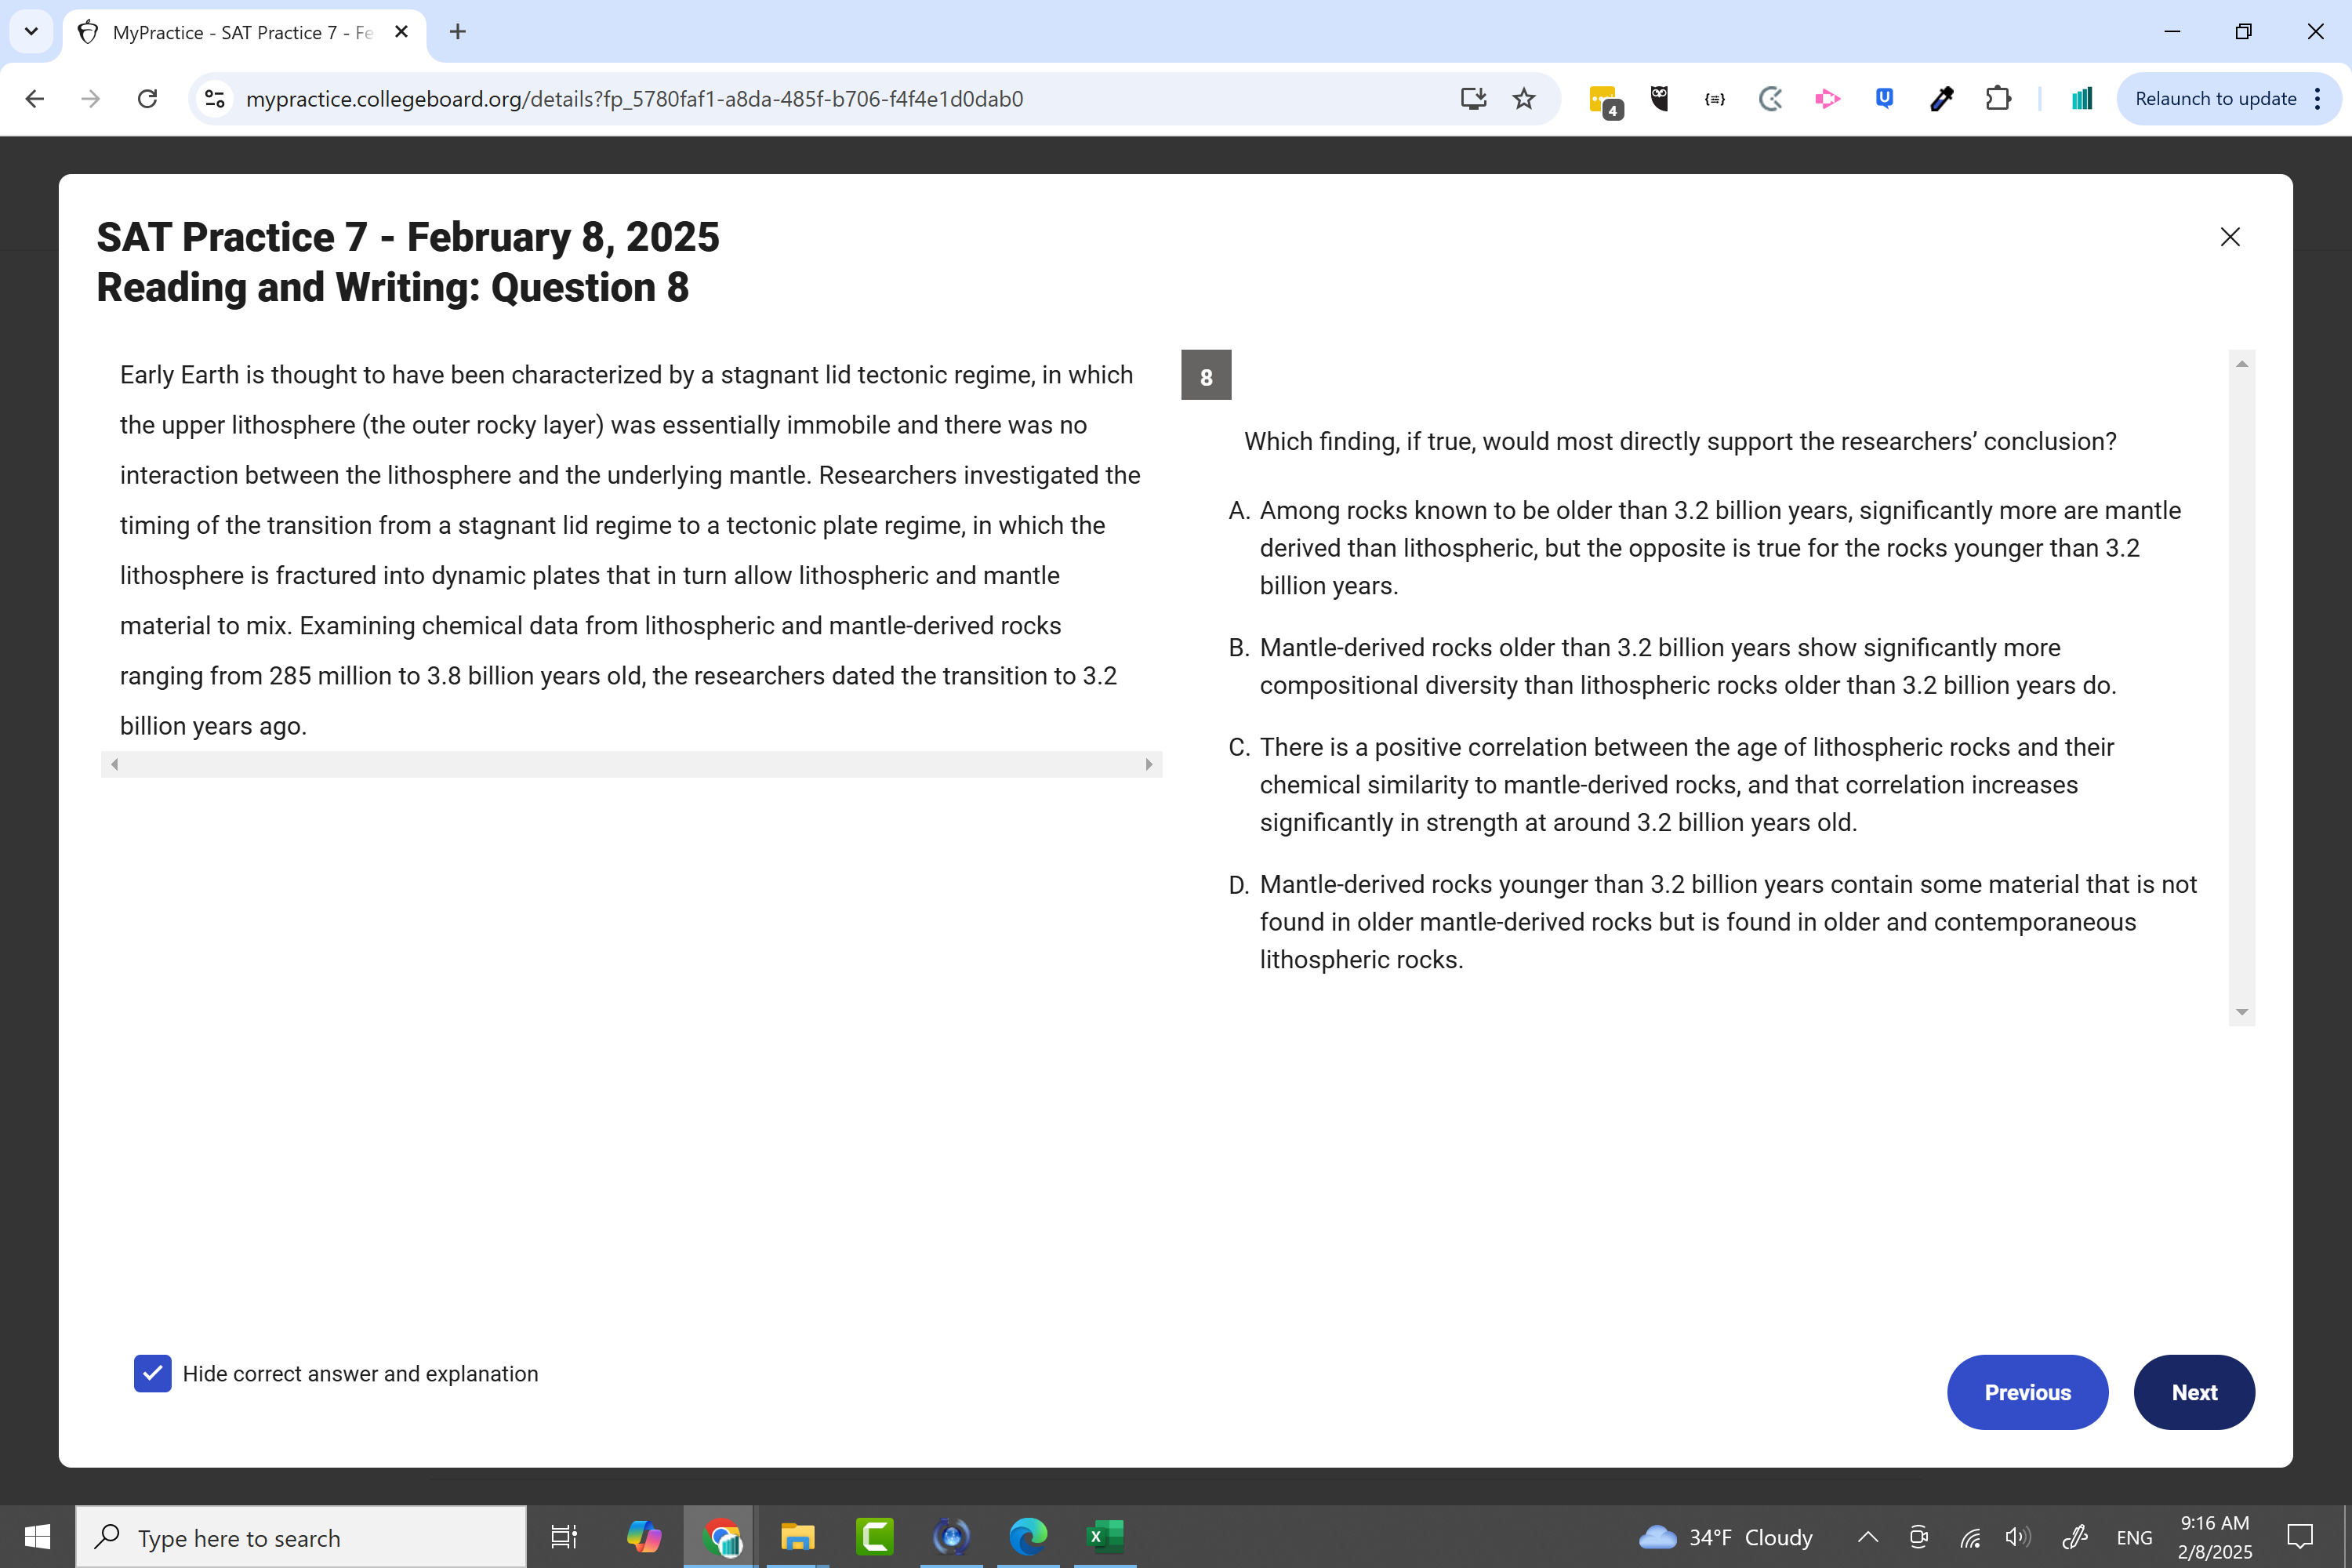 MyPractice - SAT Practice 7 - Fe
mypractice.collegeboard.org/details?fp_5780faf1-a8da-485f-b706-f4f4e1d0dab0
4
Relaunch to update
SAT Practice 7 - February 8, 2025
Reading and Writing: Question 8
Early Earth is thought to have been characterized by a stagnant lid tectonic regime, in which
the upper lithosphere (the outer rocky layer) was essentially immobile and there was no
interaction between the lithosphere and the underlying mantle. Researchers investigated the
timing of the transition from a stagnant lid regime to a tectonic plate regime, in which the
lithosphere is fractured into dynamic plates that in turn allow lithospheric and mantle
material to mix. Examining chemical data from lithospheric and mantle-derived rocks
ranging from 285 million to 3.8 billion years old, the researchers dated the transition to 3.2
billion years ago.
8
Which finding, if true, would most directly support the researchers’ conclusion?
A. Among rocks known to be older than 3.2 billion years, significantly more are mantle
derived than lithospheric, but the opposite is true for the rocks younger than 3.2
billion years.
B. Mantle-derived rocks older than 3.2 billion years show significantly more
compositional diversity than lithospheric rocks older than 3.2 billion years do.
C. There is a positive correlation between the age of lithospheric rocks and their
chemical similarity to mantle-derived rocks, and that correlation increases
significantly in strength at around 3.2 billion years old.
D. Mantle-derived rocks younger than 3.2 billion years contain some material that is not
found in older mantle-derived rocks but is found in older and contemporaneous
lithospheric rocks.
Hide correct answer and explanation
Previous
Next
Type here to search
34°F Cloudy
ENG
9:16 AM
2/8/2025